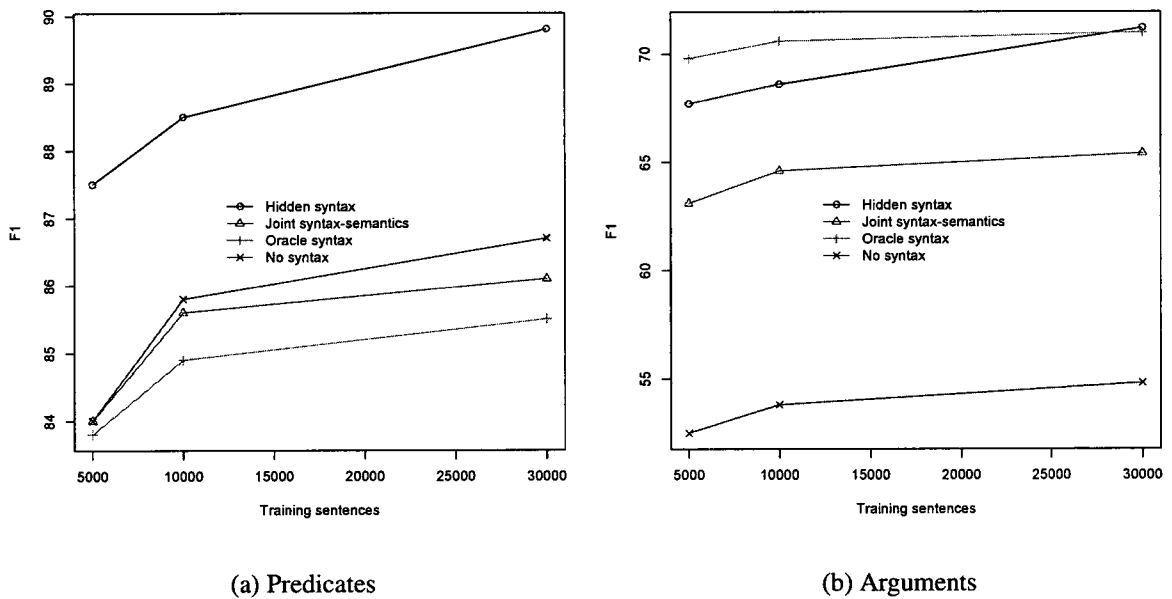 90
89
88
87
86
85
84
F1
Hidden syntax
Joint syntax-semantics
Oracle syntax
No syntax
5000 10000 15000 20000 25000 30000
Training sentences
(a) Predicates
70
65
60
55
F1
Hidden syntax
Joint syntax-semantics
Oracle syntax
No syntax
5000 10000 15000 20000 25000 30000
Training sentences
(b) Arguments